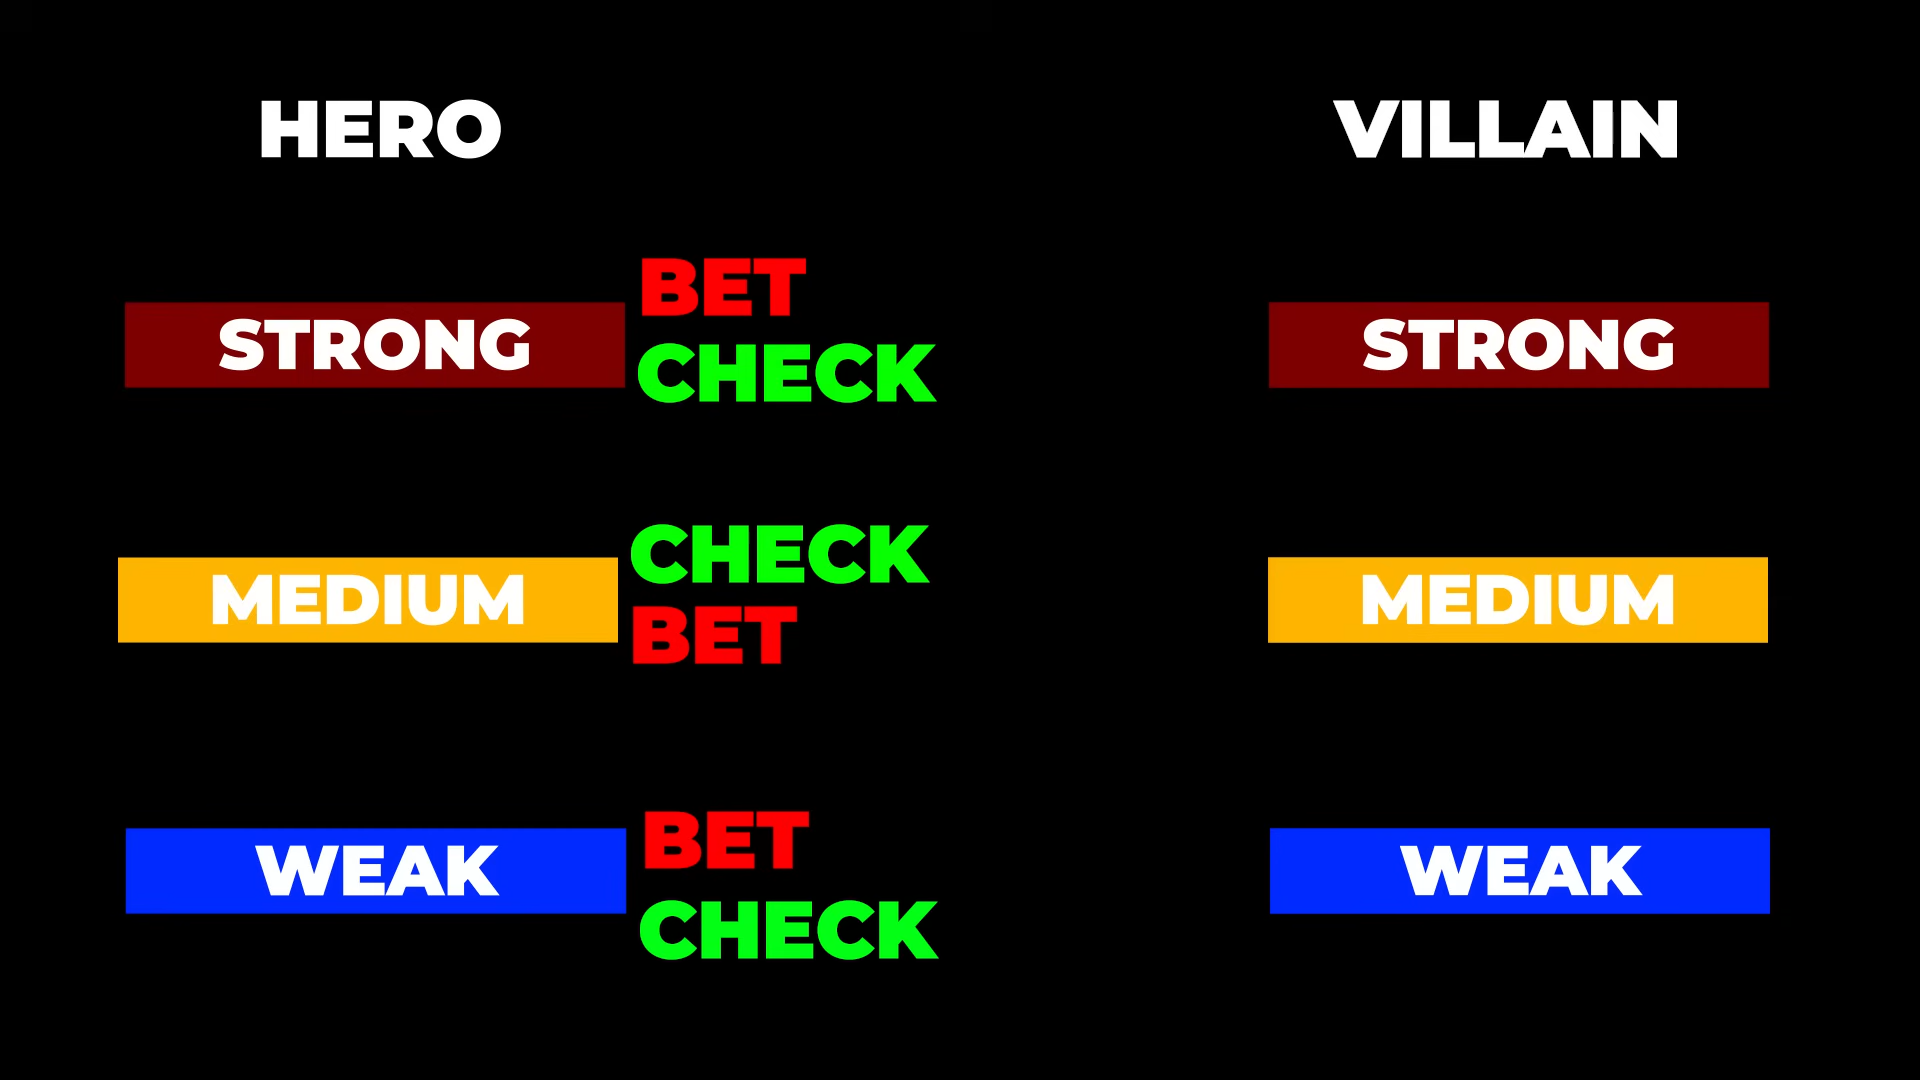 HERO
VILLAIN
BET
STRONG
CHECK
STRONG
CHECK
MEDIUM
BET
MEDIUM
BET
WEAK
CHECK
WEAK